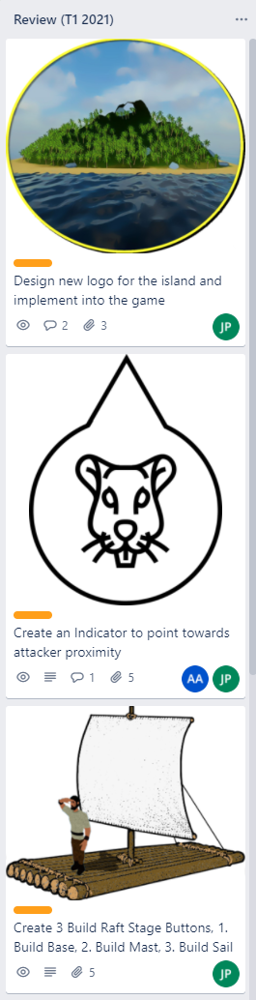 Review (T1 2021)
Design new logo for the island and
implement into the game
2
3
JP
Create an Indicator to point towards
attacker proximity
1
5
AA
JP
Create 3 Build Raft Stage Buttons, 1.
Build Base, 2. Build Mast, 3. Build Sail
5
JP